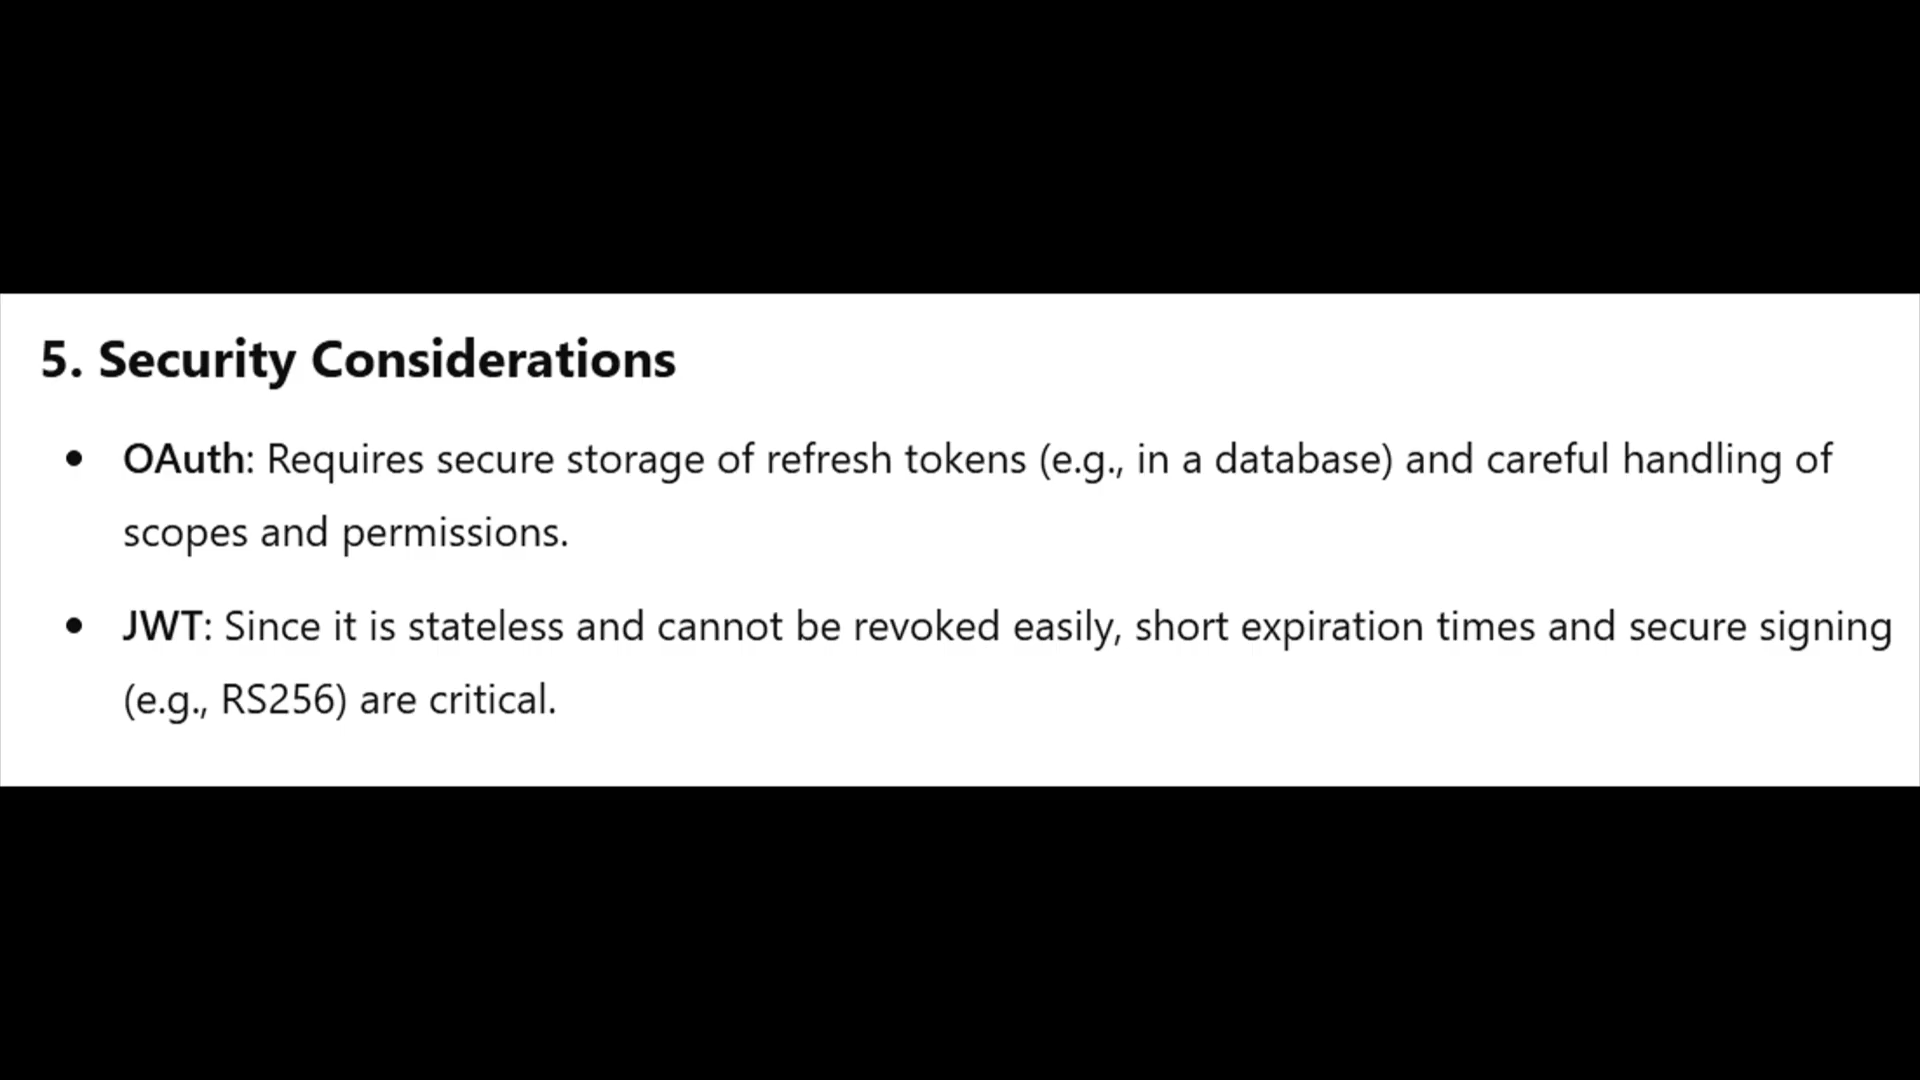 5. Security Considerations
• OAuth: Requires secure storage of refresh tokens (e.g., in a database) and careful handling of
scopes and permissions.
• JWT: Since it is stateless and cannot be revoked easily, short expiration times and secure signing
(e.g., RS256) are critical.